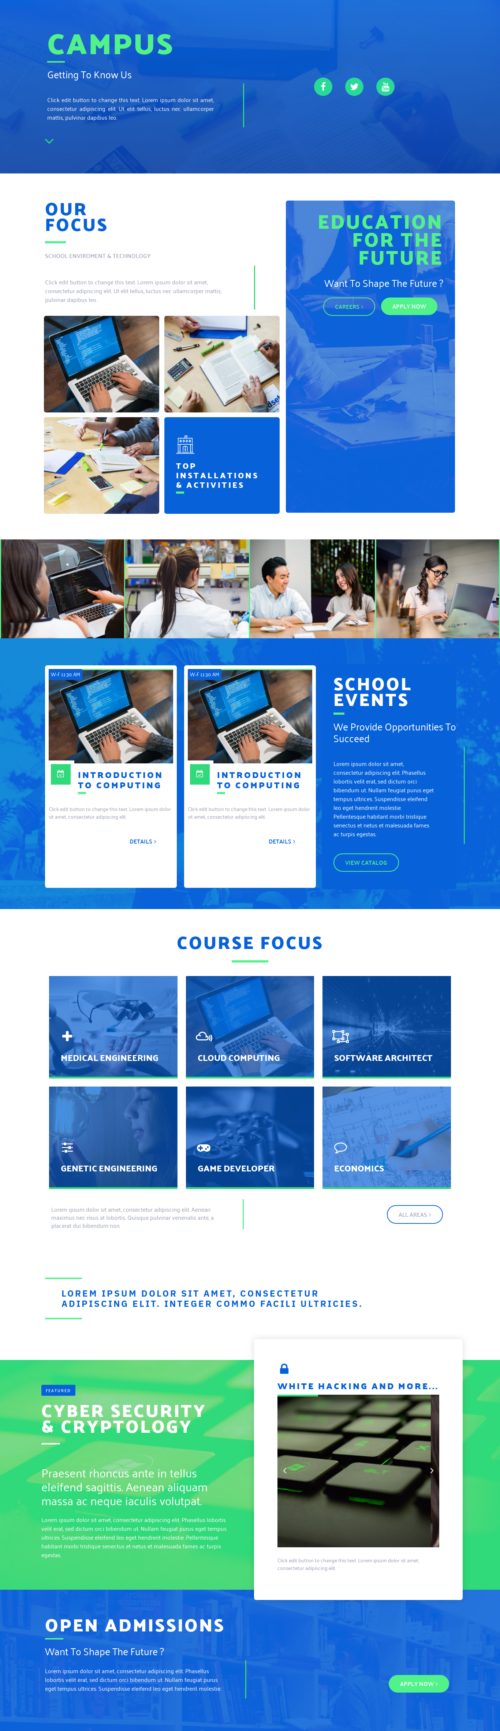 CAMPUS
Getting To Know Us
Click edit button to change this text. Lorem ipsum dolor sit amet,
consectetur adipiscing elit. Ut elit tellus, luctus nec ullamcorper
mattis, pulvinar dapibus leo.
OUR
FOCUS
SCHOOL ENVIROMENT & TECHNOLOGY
Click edit button to change this text. Lorem ipsum dolor sit amet,
consectetur adipiscing elit. Ut elit tellus, luctus nec ullamcorper mattis,
pulvinar dapibus leo.
TOP
INSTALLATIONS
& ACTIVITIES
EDUCATION
FOR THE
FUTURE
Want To Shape The Future ?
CAREERS ›
APPLY NOW
W-F 11:30 AM
INTRODUCTION
TO COMPUTING
Click edit button to change this text. Lorem ipsum dolor
sit amet, consectetur adipiscing elit
DETAILS ›
W-F 11:30 AM
INTRODUCTION
TO COMPUTING
Click edit button to change this text. Lorem ipsum dolor
sit amet, consectetur adipiscing elit
DETAILS ›
SCHOOL
EVENTS
We Provide Opportunities To
Succeed
Lorem ipsum dolor sit amet,
consectetur adipiscing elit. Phasellus
lobortis velit erat, sed dictum orci
bibendum ut. Nullam feugiat purus eget
tempus ultrices. Suspendisse eleifend
leo eget hendrerit molestie.
Pellentesque habitant morbi tristique
senectus et netus et malesuada fames
ac turpis egestas.
VIEW CATALOG
COURSE FOCUS
MEDICAL ENGINEERING
CLOUD COMPUTING
SOFTWARE ARCHITECT
GENETIC ENGINEERING
GAME DEVELOPER
ECONOMICS
Lorem ipsum dolor sit amet, consectetur adipiscing elit. Aenean
maximus nec risus at lobortis. Quisque pulvinar venenatis ante, a
placerat dui bibendum non.
ALL AREAS ›
LOREM IPSUM DOLOR SIT AMET, CONSECTETUR
ADIPISCING ELIT. INTEGER COMMO FACILI ULTRICIES.
FEATURED
CYBER SECURITY
& CRYPTOLOGY
Praesent rhoncus ante in tellus
eleifend sagittis. Aenean aliquam
massa ac neque iaculis volutpat.
Lorem ipsum dolor sit amet, consectetur adipiscing elit. Phasellus lobortis
velit erat, sed dictum orci bibendum ut. Nullam feugiat purus eget tempus
ultrices. Suspendisse eleifend leo eget hendrerit molestie. Pellentesque habitant
morbi tristique senectus et netus et malesuada fames ac turpis
egestas.
WHITE HACKING AND MORE...
Click edit button to change this text. Lorem ipsum dolor sit amet,
consectetur adipiscing elit
OPEN ADMISSIONS
Want To Shape The Future ?
Lorem ipsum dolor sit amet, consectetur adipiscing elit. Phasellus
lobortis velit erat, sed dictum orci bibendum ut. Nullam feugiat purus
eget tempus ultrices. Suspendisse eleifend leo eget hendrerit molestie.
APPLY NOW ›